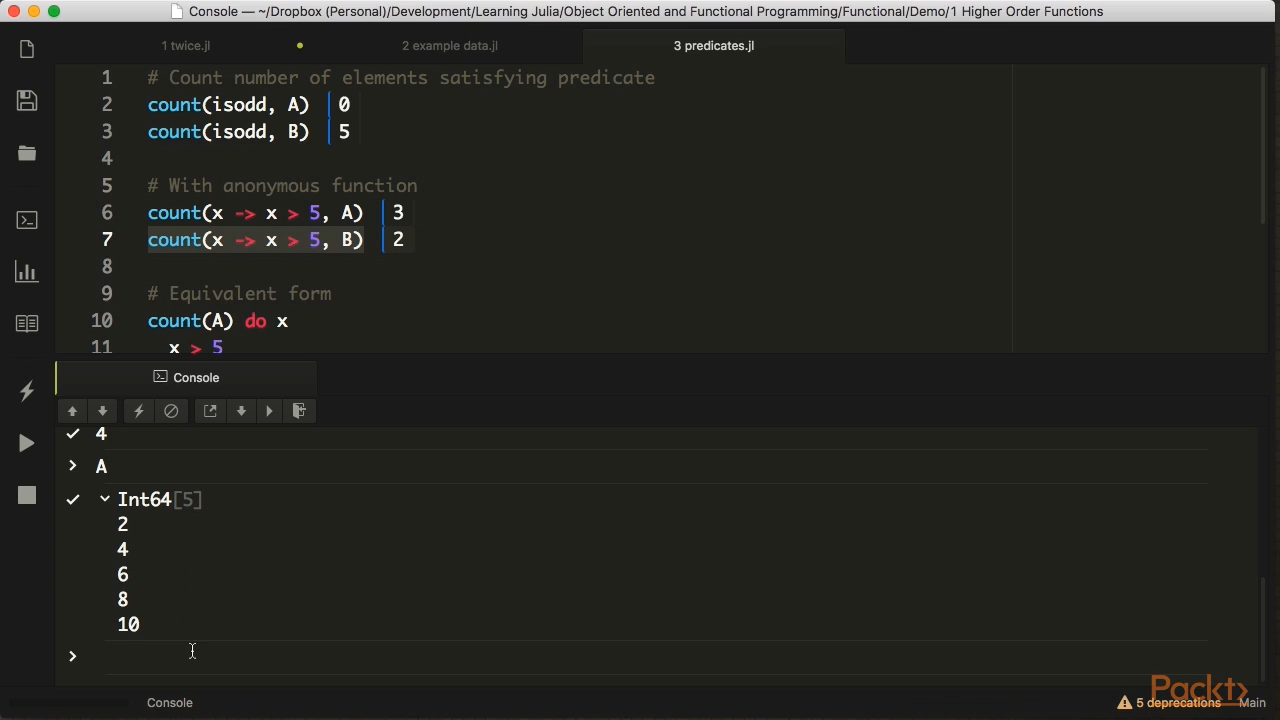 Console — ~/Dropbox (Personal)/Development/Learning Julia/Object Oriented and Functional Programming/Functional/Demo/1 Higher Order Functions
1 twice.jl
2 example data.jl
3 predicates.jl
1 # Count number of elements satisfying predicate
2 count(isodd, A) 0
3 count(isodd, B) 5
4
5 # With anonymous function
6 count(x -> x > 5, A) 3
7 count(x -> x > 5, B) 2
8
9 # Equivalent form
10 count(A) do x
11 x > 5
Console
4
> A
Int64[5]
2
4
6
8
10
>
Packt>
Console
5 deprecations
Main